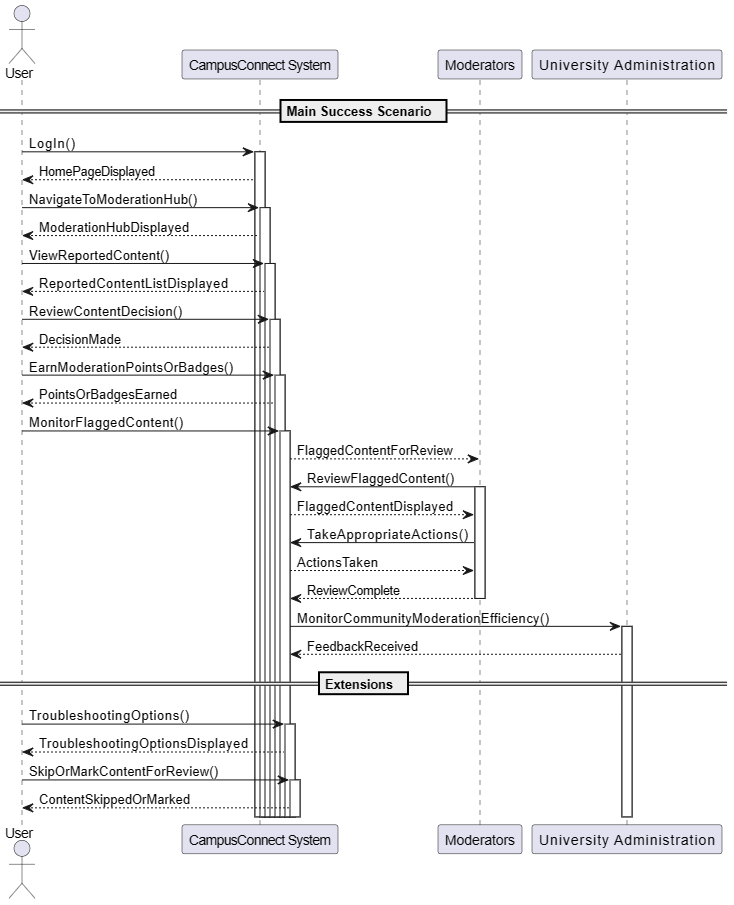 User
CampusConnect System
Moderators
University Administration
Main Success Scenario
LogIn()
HomePageDisplayed
NavigateToModerationHub()
ModerationHubDisplayed
ViewReportedContent()
ReportedContentListDisplayed
ReviewContentDecision()
DecisionMade
EarnModerationPointsOrBadges()
PointsOrBadgesEarned
MonitorFlaggedContent()
FlaggedContentForReview
ReviewFlaggedContent()
FlaggedContentDisplayed
TakeAppropriateActions()
ActionsTaken
ReviewComplete
MonitorCommunityModerationEfficiency()
FeedbackReceived
Extensions
TroubleshootingOptions()
TroubleshootingOptionsDisplayed
SkipOrMarkContentForReview()
ContentSkippedOrMarked
User
CampusConnect System
Moderators
University Administration